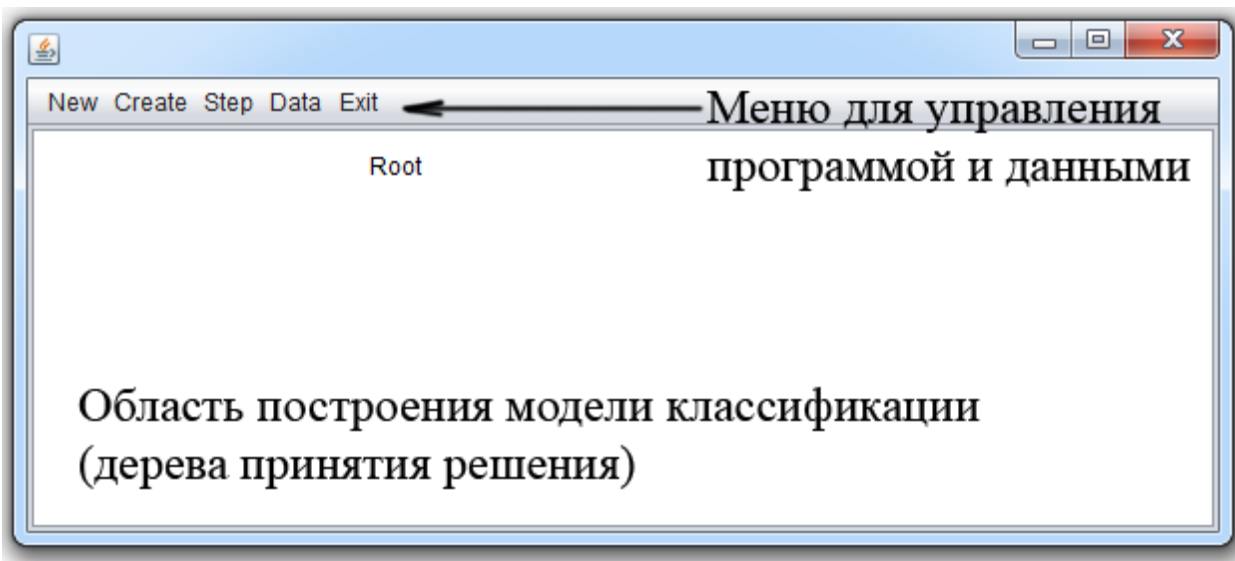 New Create Step Data Exit
Меню для управления
программой и данными
Root
Область построения модели классификации
(дерева принятия решения)